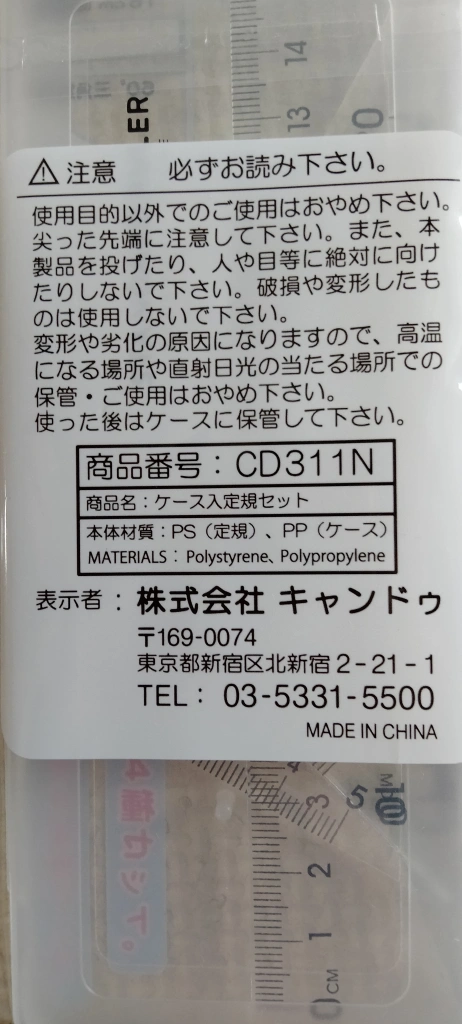 14
13
LER
⚠注意 必ずお読み下さい。
使用目的以外でのご使用はおやめ下さい。
尖った先端に注意して下さい。また、本
製品を投げたり、人や目等に絶対に向け
たりしないで下さい。破損や変形したも
のは使用しないで下さい。
変形や劣化の原因になりますので、高温
になる場所や直射日光の当たる場所での
保管・ご使用はおやめ下さい。
使った後はケースに保管して下さい。
商品番号：CD311N
商品名：ケース入定規セット
本体材質：PS（定規）、PP（ケース）
MATERIALS：Polystyrene、Polypropylene
表示者：株式会社 キャンドゥ
〒169-0074
東京都新宿区北新宿2-21-1
TEL： 03-5331-5500
MADE IN CHINA
4種セット。
4
3
5
2
1
0 CM